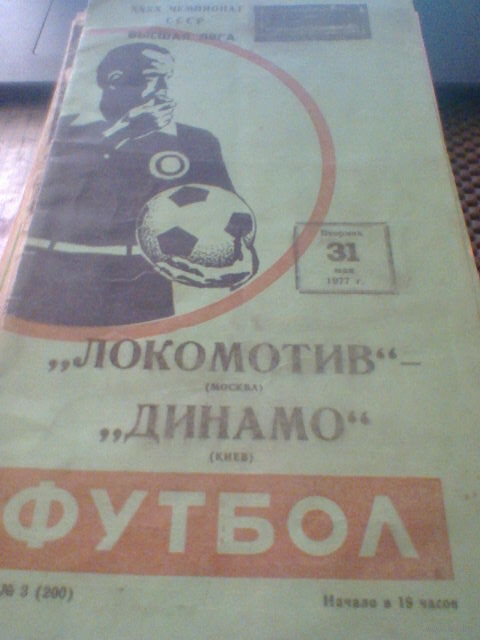 XXXX ЧЕМПИОНАТ
СССР
ВЫСШАЯ ЛИГА
Вторник
31
мая
1977 г.
„ЛОКОМОТИВ“ –
(МОСКВА)
„ДИНАМО“
(КИЕВ)
ФУТБОЛ
№ 3 (200)
Начало в 19 часов